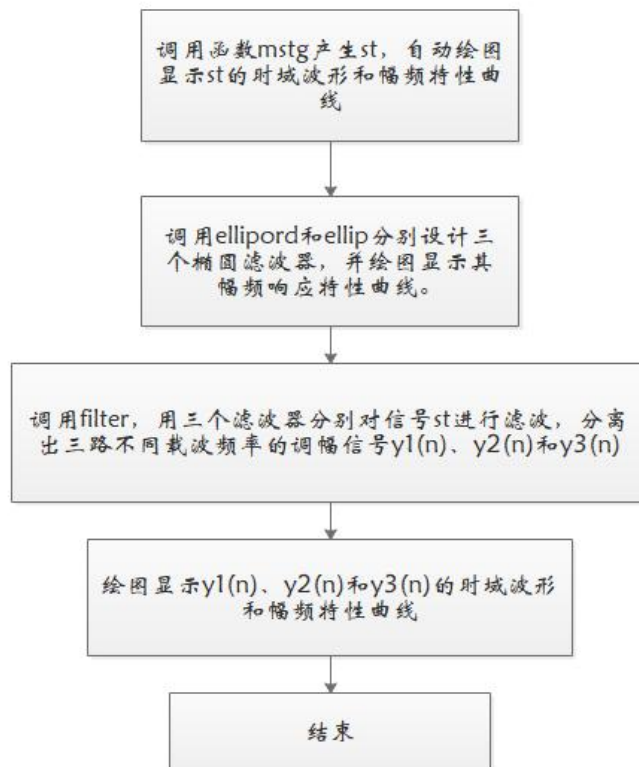 调用函数mstg产生st，自动绘图
显示st的时域波形和幅频特性曲
线
调用ellipord和ellip分别设计三
个椭圆滤波器，并绘图显示其
幅频响应特性曲线。
调用filter，用三个滤波器分别对信号st进行滤波，分离
出三路不同载波频率的调幅信号y1(n)、y2(n)和y3(n)
绘图显示y1(n)、y2(n)和y3(n)的时域波形
和幅频特性曲线
结束